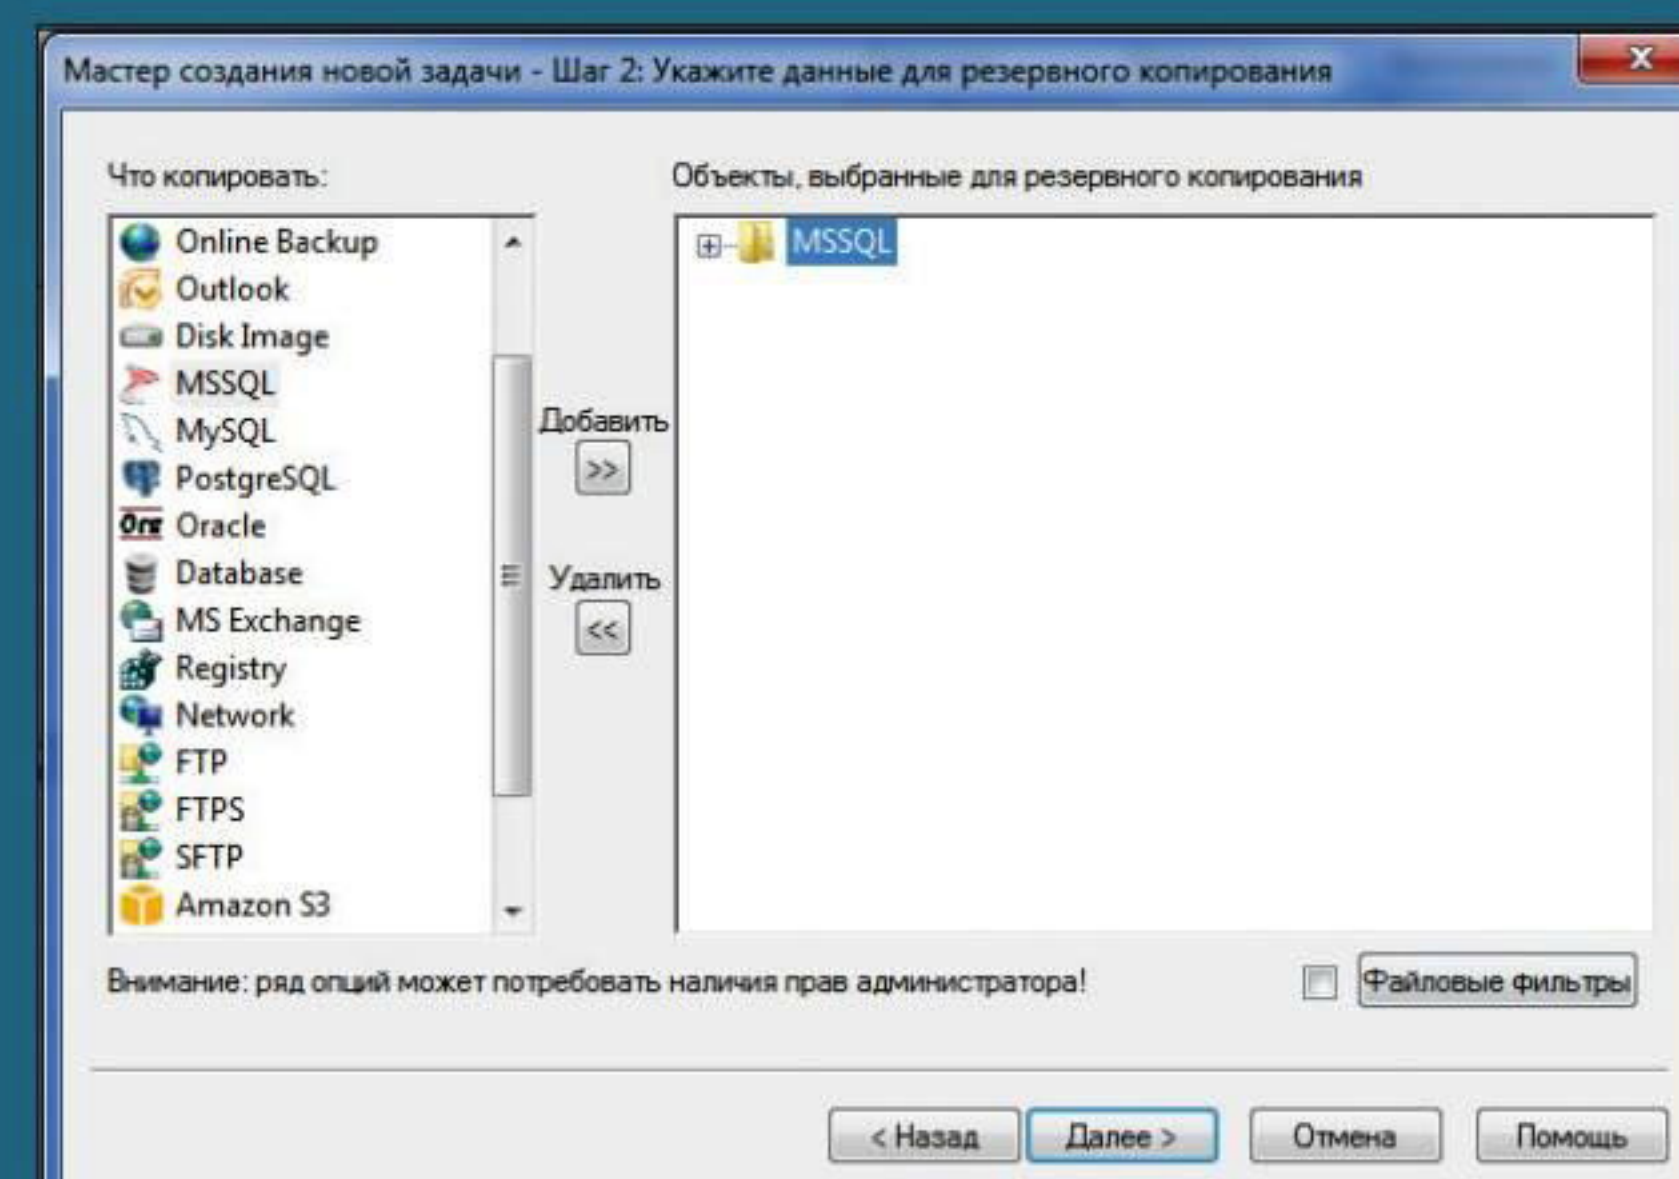 Мастер создания новой задачи - Шаг 2: Укажите данные для резервного копирования
x
Что копировать:
Online Backup
Outlook
Disk Image
MSSQL
MySQL
PostgreSQL
Ora Oracle
Database
MS Exchange
Registry
Network
FTP
FTPS
SFTP
Amazon S3
Добавить
>>
Удалить
<<
Объекты, выбранные для резервного копирования
MSSQL
Внимание: ряд опций может потребовать наличия прав администратора!
Файловые фильтры
< Назад
Далее >
Отмена
Помощь